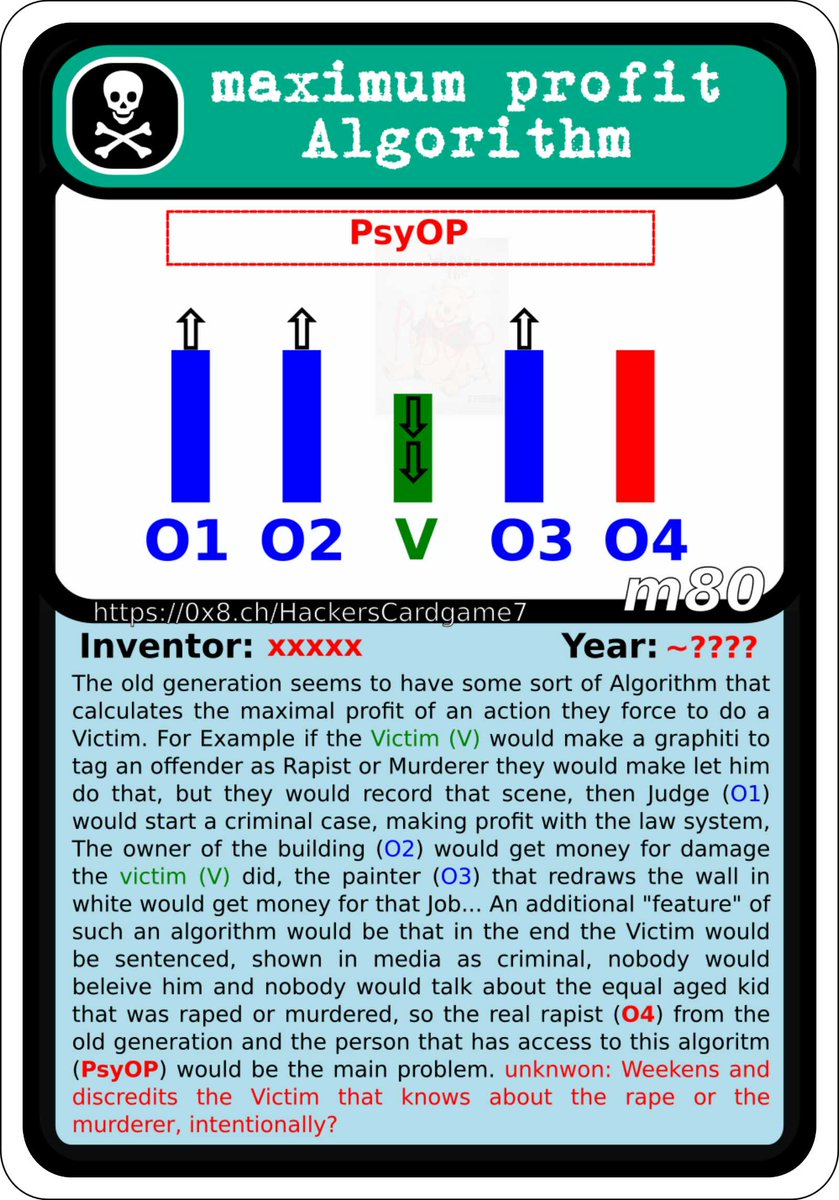 maximum profit
Algorithm
PsyOP
O1 O2 V O3 O4
m80
https://0x8.ch/HackersCardgame7
Inventor: xxxxx Year: ~????
The old generation seems to have some sort of Algorithm that
calculates the maximal profit of an action they force to do a
Victim. For Example if the Victim (V) would make a graphiti to
tag an offender as Rapist or Murderer they would make let him
do that, but they would record that scene, then Judge (O1)
would start a criminal case, making profit with the law system,
The owner of the building (O2) would get money for damage
the victim (V) did, the painter (O3) that redraws the wall in
white would get money for that Job... An additional "feature" of
such an algorithm would be that in the end the Victim would
be sentenced, shown in media as criminal, nobody would
beleive him and nobody would talk about the equal aged kid
that was raped or murdered, so the real rapist (O4) from the
old generation and the person that has access to this algoritm
(PsyOP) would be the main problem. unknwon: Weekens and
discredits the Victim that knows about the rape or the
murderer, intentionally?